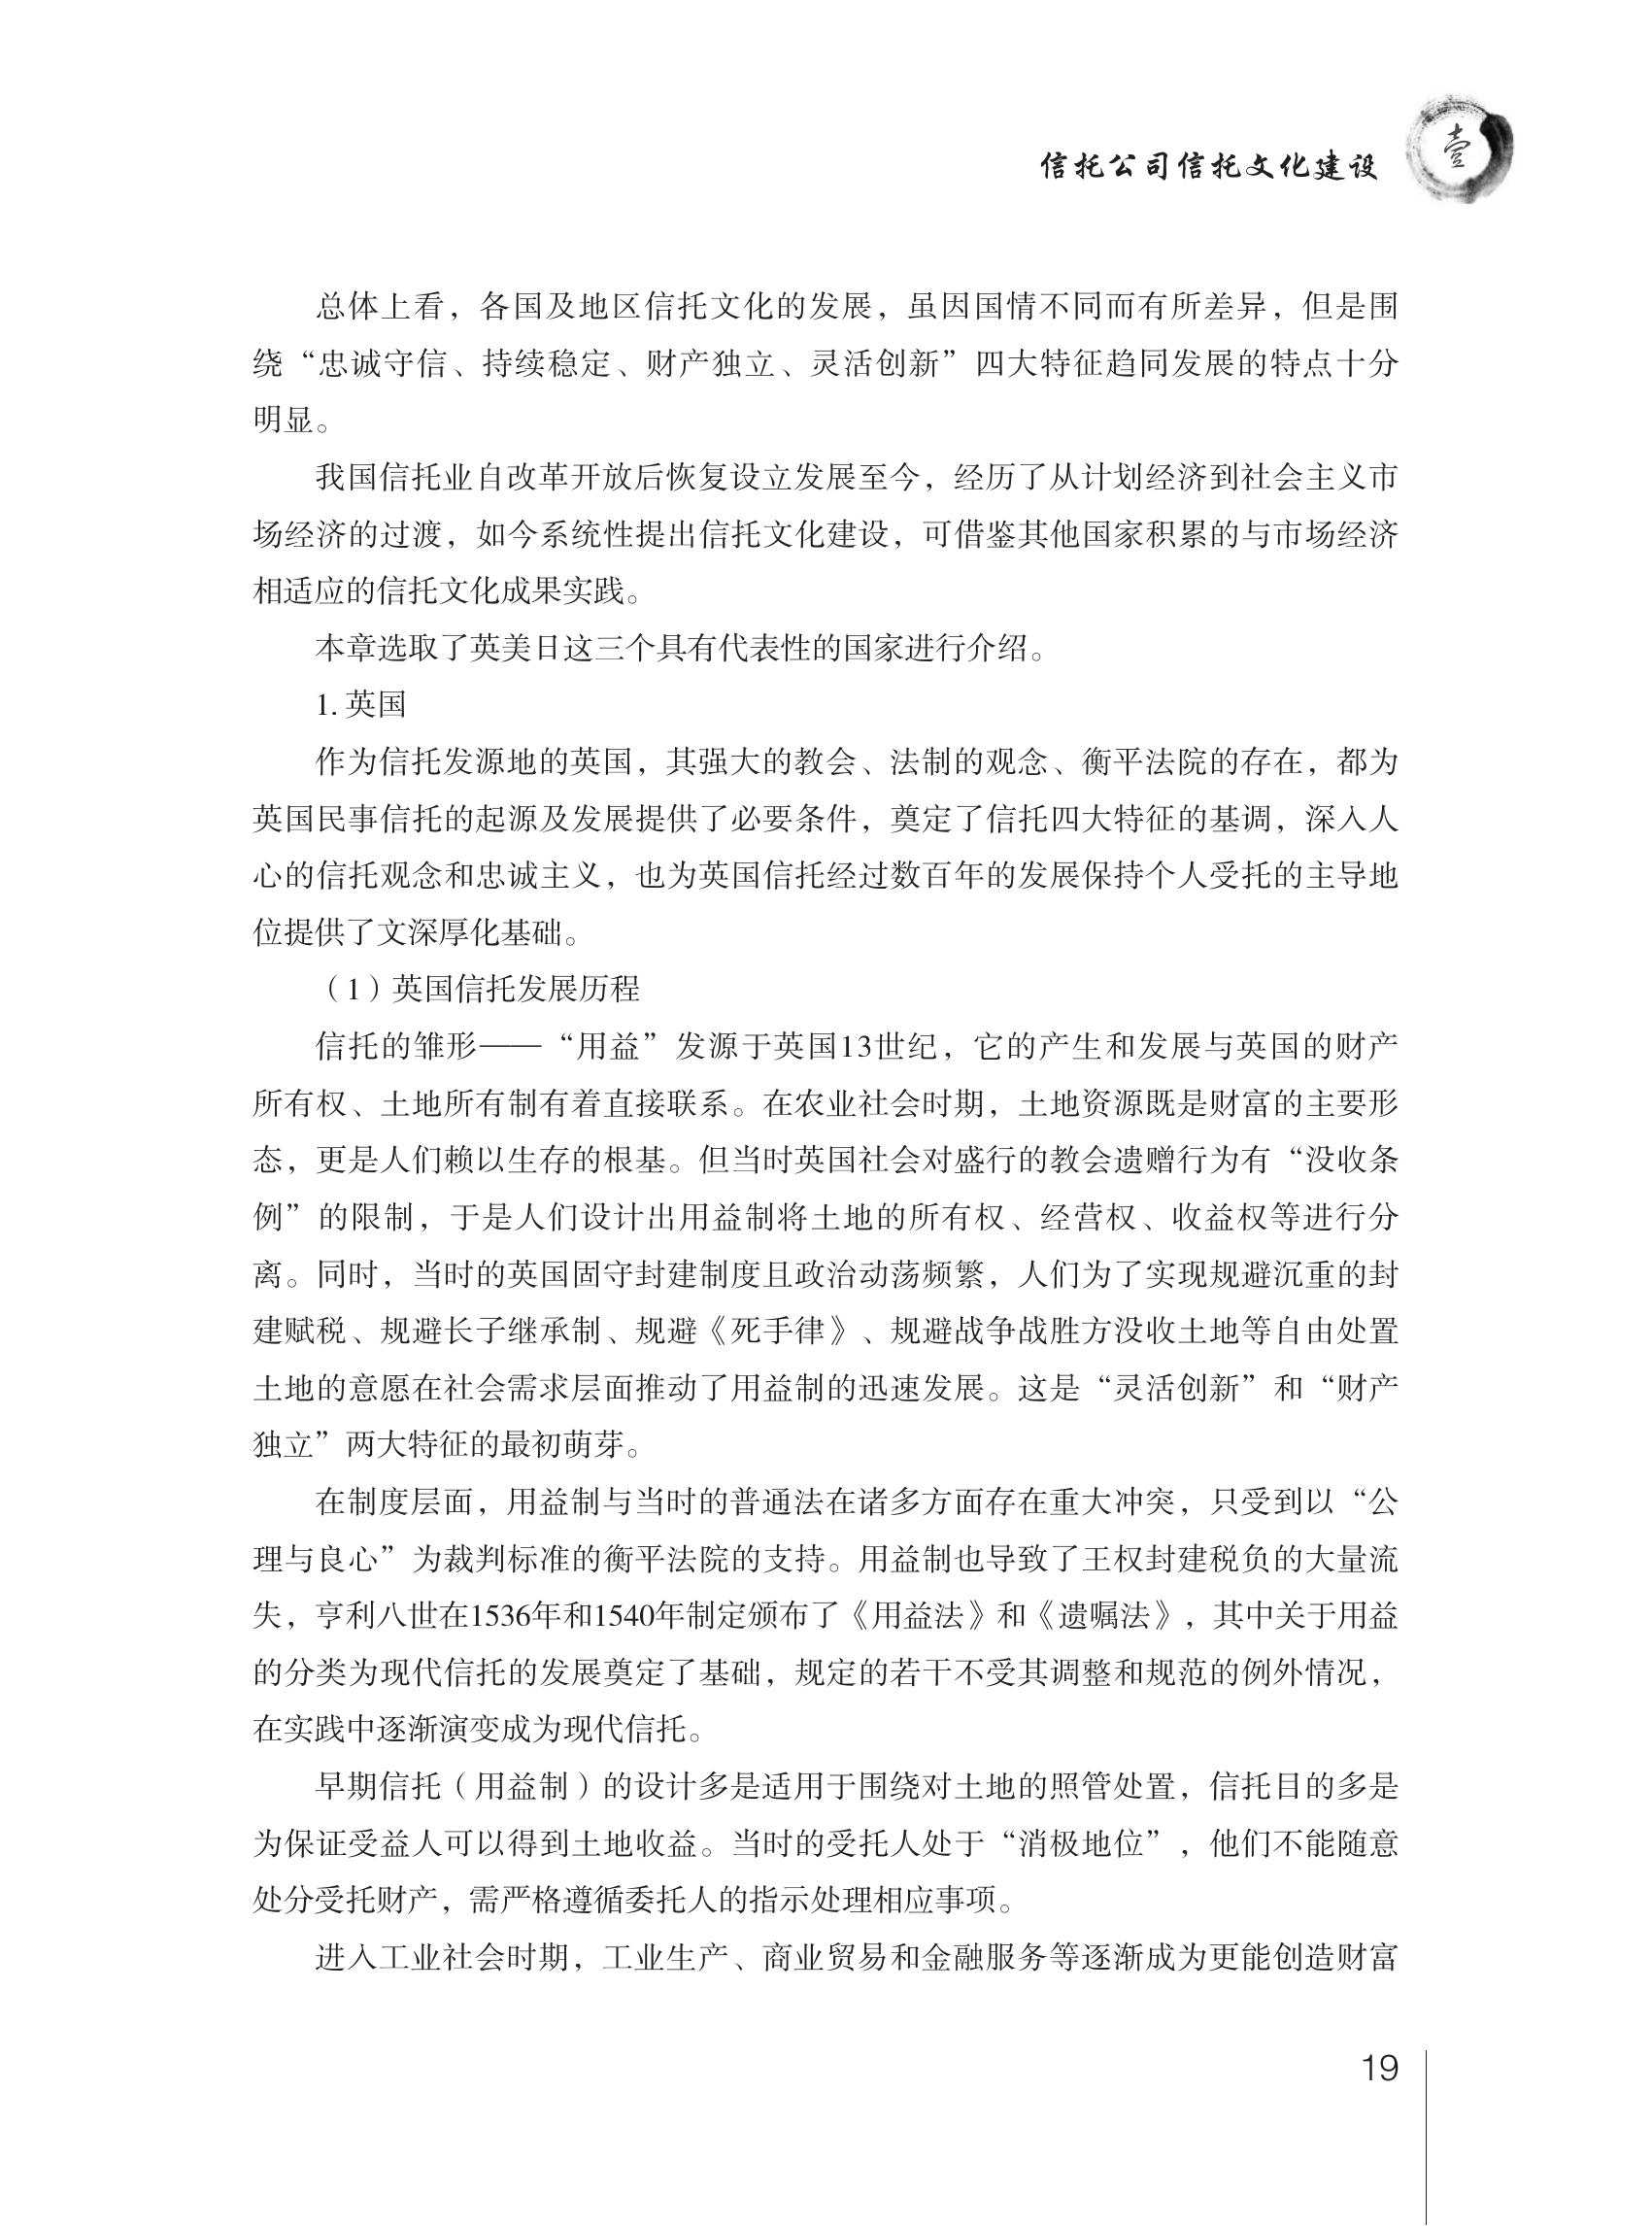 信托公司信托文化建设
壹
总体上看，各国及地区信托文化的发展，虽因国情不同而有所差异，但是围
绕“忠诚守信、持续稳定、财产独立、灵活创新”四大特征趋同发展的特点十分
明显。
我国信托业自改革开放后恢复设立发展至今，经历了从计划经济到社会主义市
场经济的过渡，如今系统性提出信托文化建设，可借鉴其他国家积累的与市场经济
相适应的信托文化成果实践。
本章选取了英美日这三个具有代表性的国家进行介绍。
1. 英国
作为信托发源地的英国，其强大的教会、法制的观念、衡平法院的存在，都为
英国民事信托的起源及发展提供了必要条件，奠定了信托四大特征的基调，深入人
心的信托观念和忠诚主义，也为英国信托经过数百年的发展保持个人受托的主导地
位提供了文深厚化基础。
（1）英国信托发展历程
信托的雏形——“用益”发源于英国13世纪，它的产生和发展与英国的财产
所有权、土地所有制有着直接联系。在农业社会时期，土地资源既是财富的主要形
态，更是人们赖以生存的根基。但当时英国社会对盛行的教会遗赠行为有“没收条
例”的限制，于是人们设计出用益制将土地的所有权、经营权、收益权等进行分
离。同时，当时的英国固守封建制度且政治动荡频繁，人们为了实现规避沉重的封
建赋税、规避长子继承制、规避《死手律》、规避战争战胜方没收土地等自由处置
土地的意愿在社会需求层面推动了用益制的迅速发展。这是“灵活创新”和“财产
独立”两大特征的最初萌芽。
在制度层面，用益制与当时的普通法在诸多方面存在重大冲突，只受到以“公
理与良心”为裁判标准的衡平法院的支持。用益制也导致了王权封建税负的大量流
失，亨利八世在1536年和1540年制定颁布了《用益法》和《遗嘱法》，其中关于用益
的分类为现代信托的发展奠定了基础，规定的若干不受其调整和规范的例外情况，
在实践中逐渐演变成为现代信托。
早期信托（用益制）的设计多是适用于围绕对土地的照管处置，信托目的多是
为保证受益人可以得到土地收益。当时的受托人处于“消极地位”，他们不能随意
处分受托财产，需严格遵循委托人的指示处理相应事项。
进入工业社会时期，工业生产、商业贸易和金融服务等逐渐成为更能创造财富
19